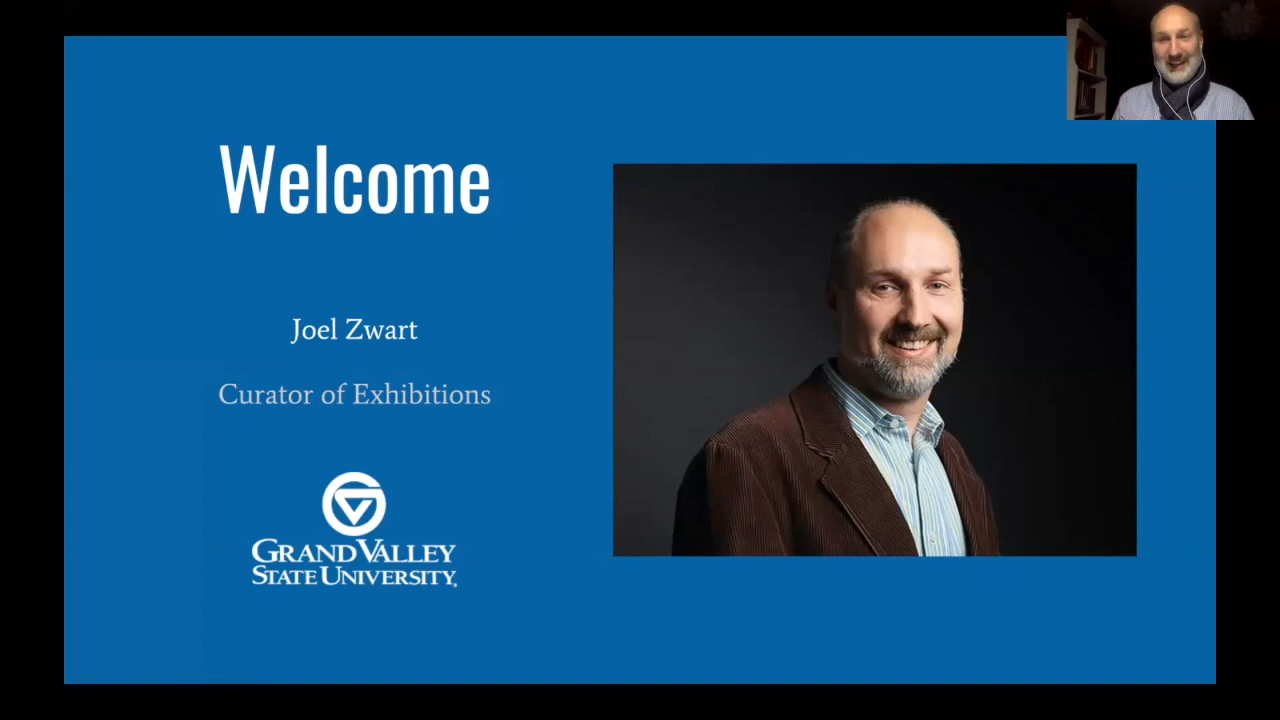 Welcome
Joel Zwart
Curator of Exhibitions
GRAND VALLEY
STATE UNIVERSITY.